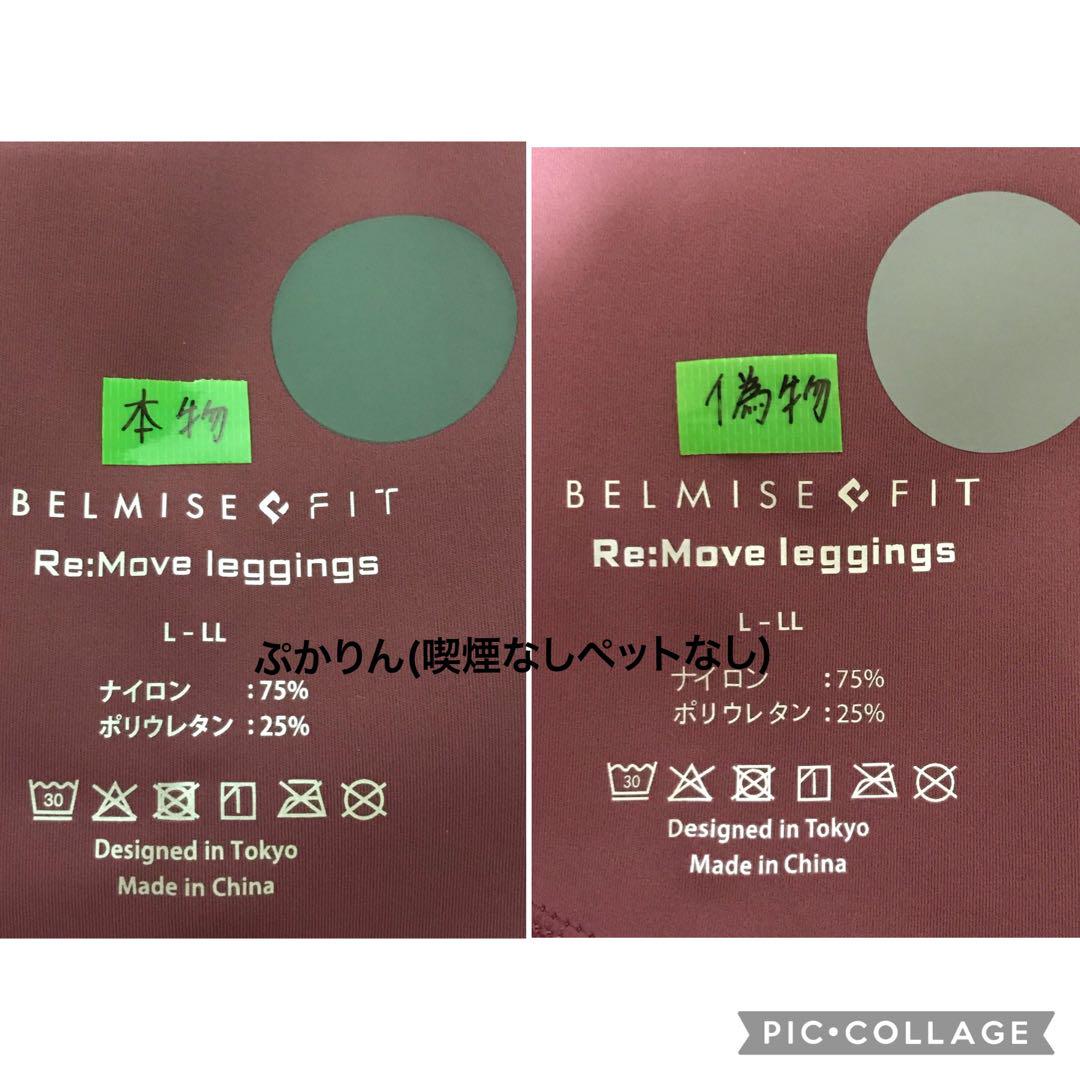 本物
BELMISE FIT
Re:Move leggings
L - LL
ナイロン :75%
ポリウレタン :25%
30
Designed in Tokyo
Made in China
偽物
BELMISE FIT
Re:Move leggings
L - LL
ナイロン :75%
ポリウレタン :25%
30
Designed in Tokyo
Made in China
ぷかりん(喫煙なしペットなし)
PIC•COLLAGE